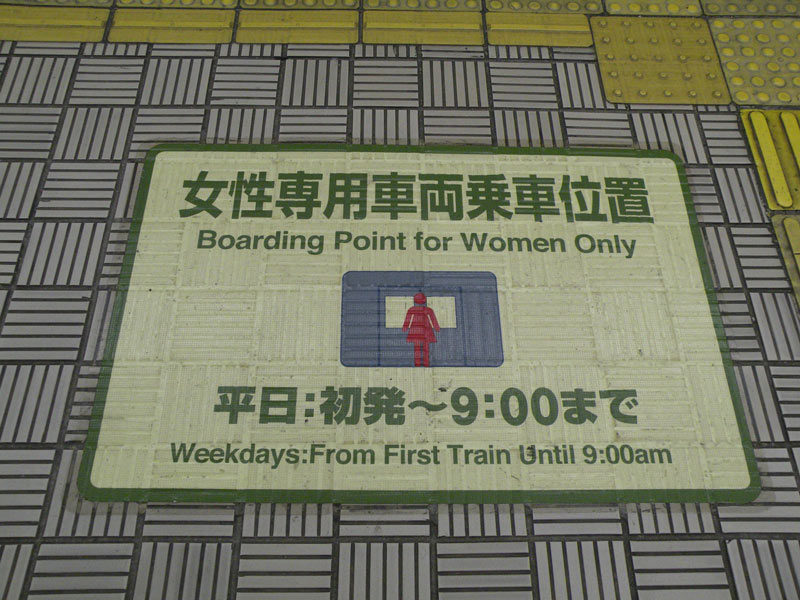 女性専用車両乗車位置
Boarding Point for Women Only
平日:初発〜9:00まで
Weekdays:From First Train Until 9:00am